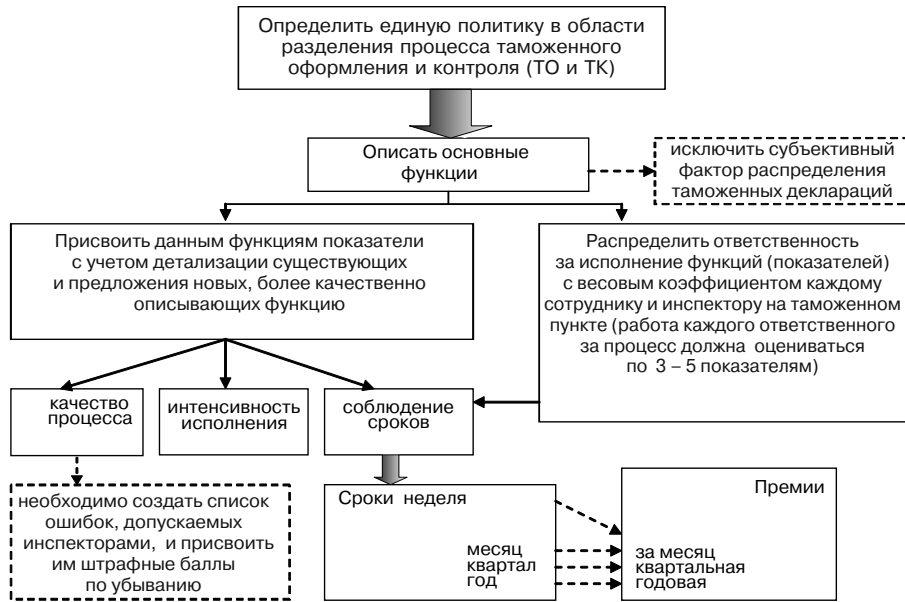 Определить единую политику в области
разделения процесса таможенного
оформления и контроля (ТО и ТК)
Описать основные
функции
исключить субъективный
фактор распределения
таможенных деклараций
Присвоить данным функциям показатели
с учетом детализации существующих
и предложения новых, более качественно
описывающих функцию
Распределить ответственность
за исполнение функций (показателей)
с весовым коэффициентом каждому
сотруднику и инспектору на таможенном
пункте (работа каждого ответственного
за процесс должна оцениваться
по 3 – 5 показателям)
качество
процесса
интенсивность
исполнения
соблюдение
сроков
необходимо создать список
ошибок, допускаемых
инспекторами, и присвоить
им штрафные баллы
по убыванию
Сроки неделя
месяц
квартал
год
Премии
за месяц
квартальная
годовая